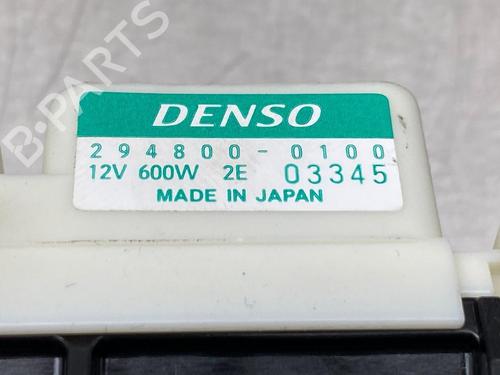 B-PARTS
DENSO
294800-0100
12V 600W 2E 03345
MADE IN JAPAN